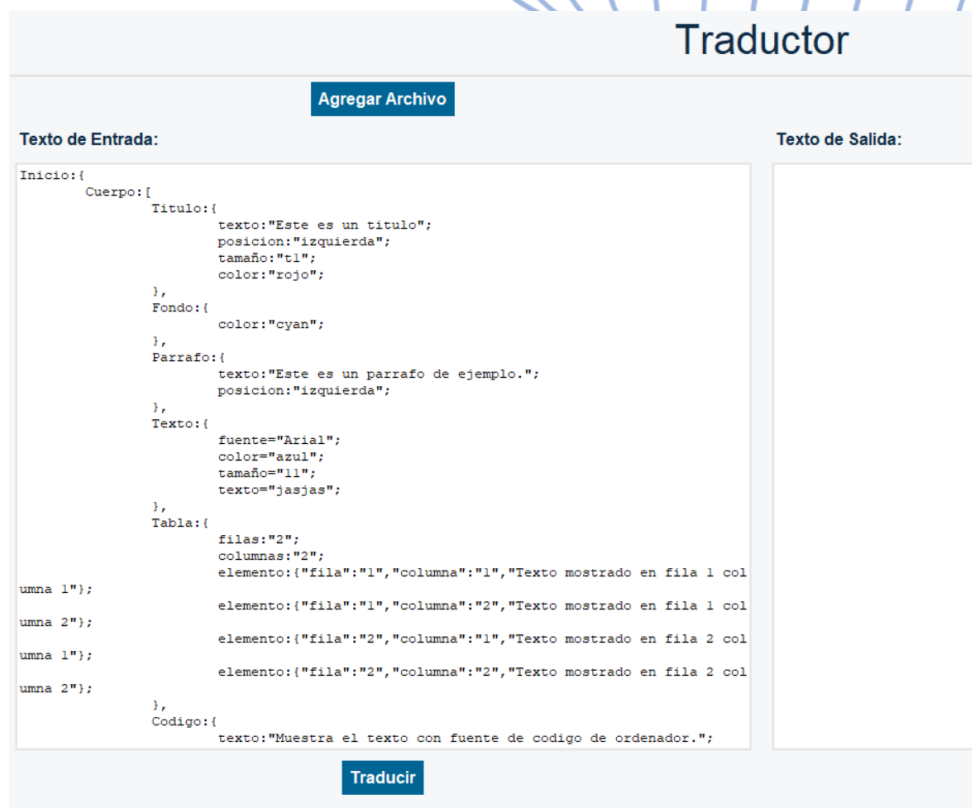 Traductor
Agregar Archivo
Texto de Entrada:
Texto de Salida:
Inicio:{
Cuerpo:[
Titulo:{
texto:"Este es un titulo";
posicion:"izquierda";
tamaño:"t1";
color:"rojo";
},
Fondo:{
color:"cyan";
},
Parrafo:{
texto:"Este es un parrafo de ejemplo.";
posicion:"izquierda";
},
Texto:{
fuente="Arial";
color="azul";
tamaño="11";
texto="jasjas";
},
Tabla:{
filas:"2";
columnas:"2";
elemento:{"fila":"1","columna":"1","Texto mostrado en fila 1 col
umna 1"};
elemento:{"fila":"1","columna":"2","Texto mostrado en fila 1 col
umna 2"};
elemento:{"fila":"2","columna":"1","Texto mostrado en fila 2 col
umna 1"};
elemento:{"fila":"2","columna":"2","Texto mostrado en fila 2 col
umna 2"};
},
Codigo:{
texto:"Muestra el texto con fuente de codigo de ordenador.";
Traducir